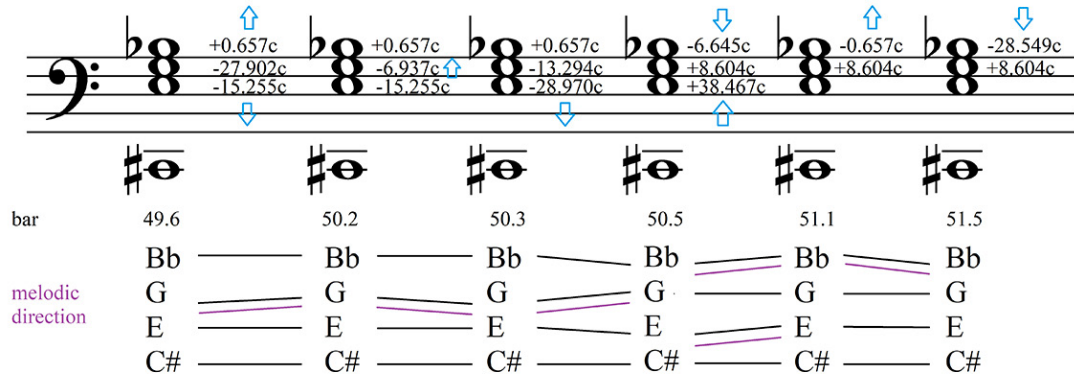 +0.657c +0.657c +0.657c -6.645c -0.657c -28.549c
-27.902c -6.937c -13.294c +8.604c +8.604c +8.604c
-15.255c -15.255c -28.970c +38.467c
bar 49.6 50.2 50.3 50.5 51.1 51.5
Bb Bb Bb Bb Bb Bb
melodic G G G G G G
direction
E E E E E E
C# C# C# C# C# C#